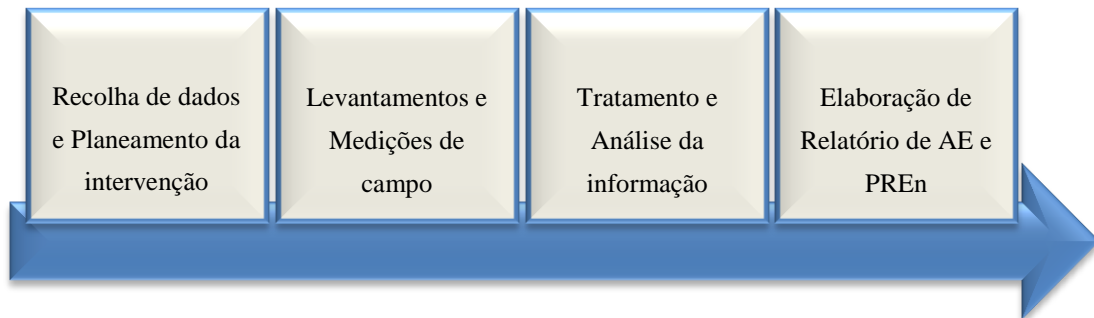 Recolha de dados
e Planeamento da
intervenção
Levantamentos e
Medições de
campo
Tratamento e
Análise da
informação
Elaboração de
Relatório de AE e
PREn